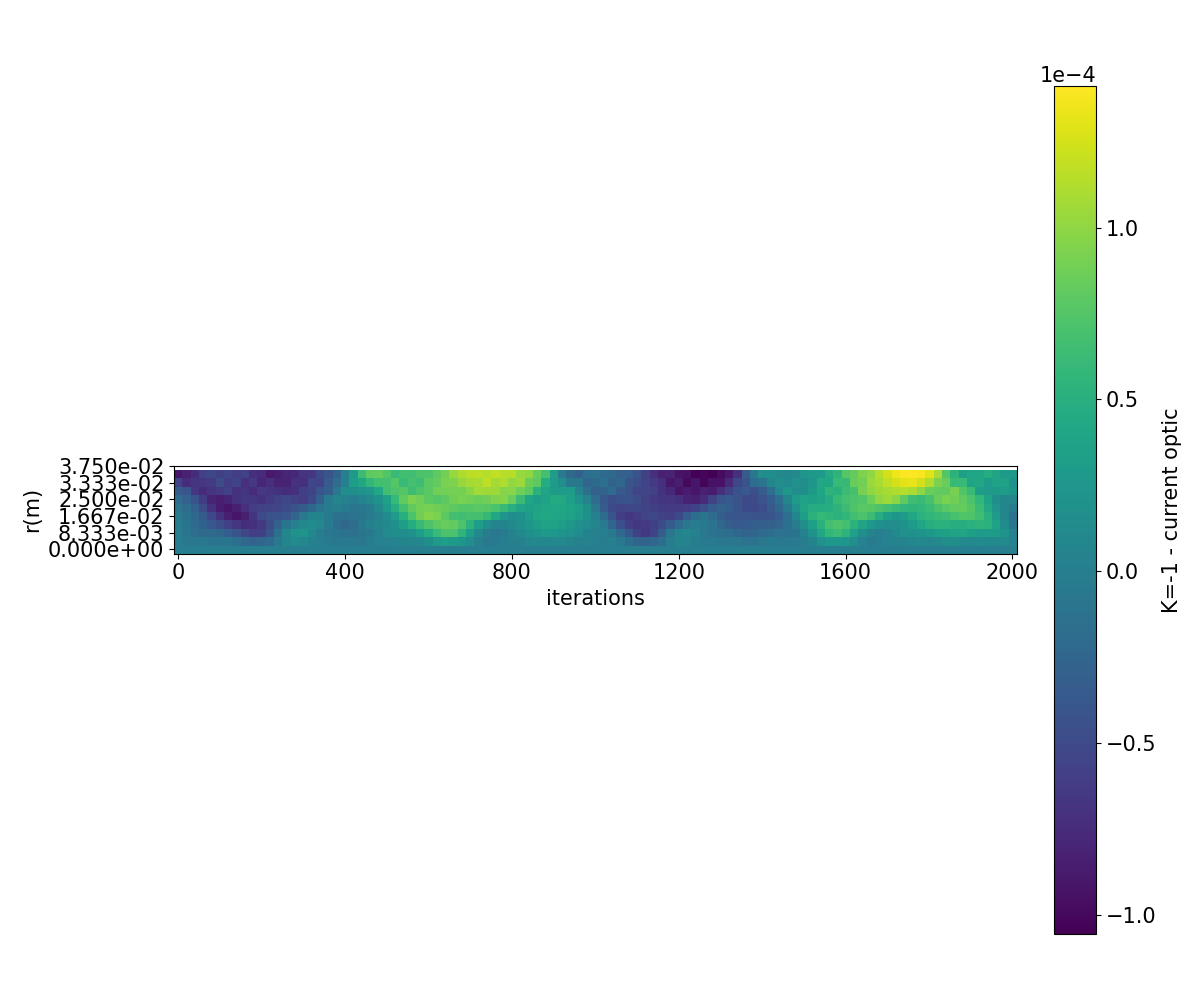 1e−4
1.0
0.5
0.0
−0.5
−1.0
K=-1 - current optic
3.750e-02
3.333e-02
2.500e-02
1.667e-02
8.333e-03
0.000e+00
r(m)
0 400 800 1200 1600 2000
iterations